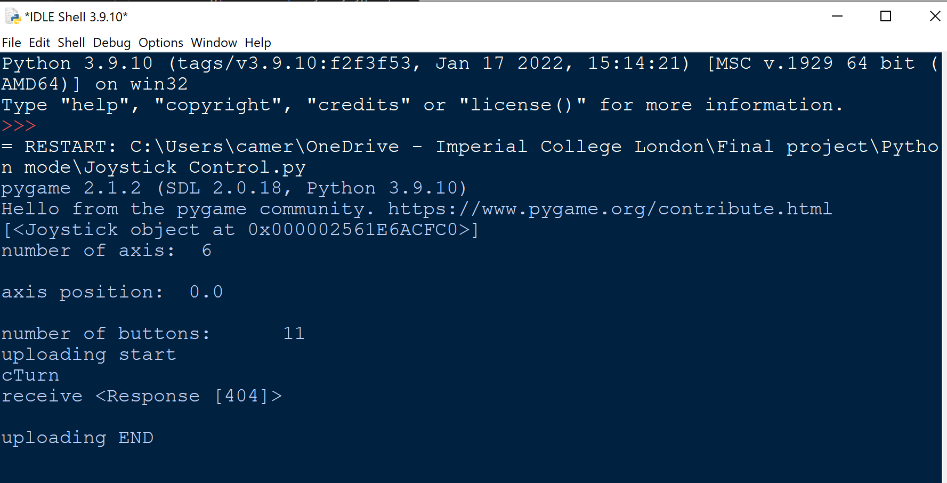 *IDLE Shell 3.9.10*
File Edit Shell Debug Options Window Help
Python 3.9.10 (tags/v3.9.10:f2f3f53, Jan 17 2022, 15:14:21) [MSC v.1929 64 bit (
AMD64)] on win32
Type "help", "copyright", "credits" or "license()" for more information.
>>>
= RESTART: C:\Users\camer\OneDrive - Imperial College London\Final project\Pytho
n mode\Joystick Control.py
pygame 2.1.2 (SDL 2.0.18, Python 3.9.10)
Hello from the pygame community. https://www.pygame.org/contribute.html
[<Joystick object at 0x000002561E6ACFC0>]
number of axis:  6
axis position:  0.0
number of buttons:      11
uploading start
cTurn
receive <Response [404]>
uploading END